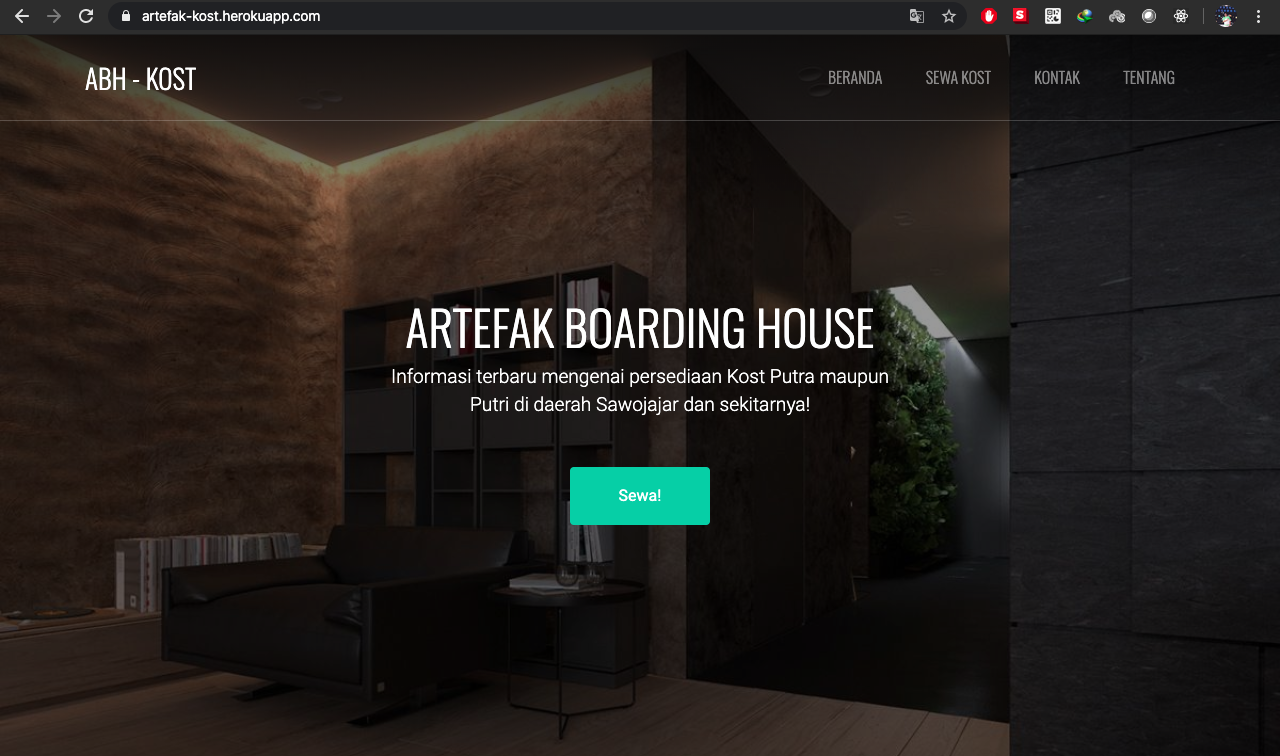 artefak-kost.herokuapp.com
ABH - KOST
BERANDA SEWA KOST KONTAK TENTANG
ARTEFAK BOARDING HOUSE
Informasi terbaru mengenai persediaan Kost Putra maupun
Putri di daerah Sawojajar dan sekitarnya!
Sewa!